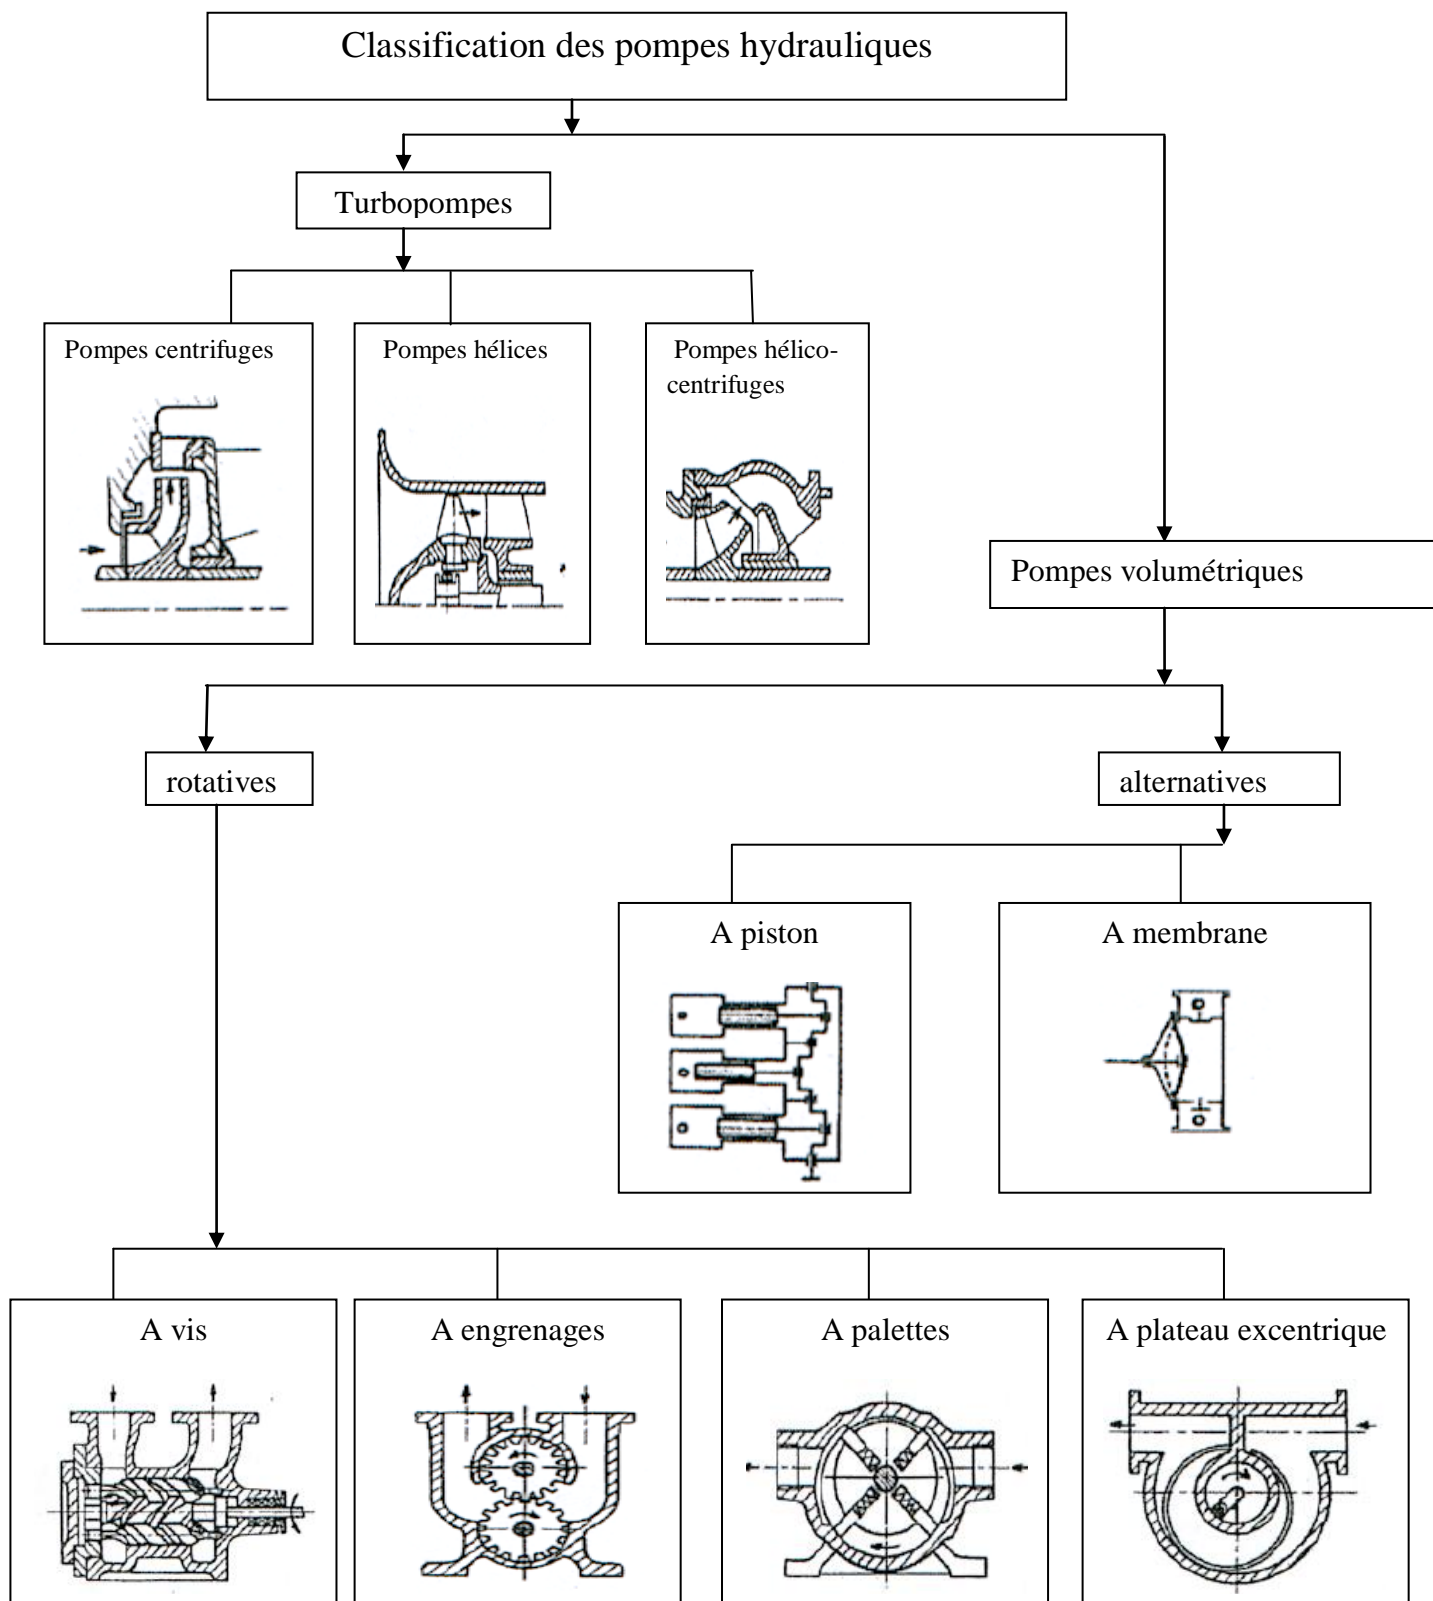 Classification des pompes hydrauliques
Turbopompes
Pompes centrifuges
Pompes hélices
Pompes hélico-
centrifuges
Pompes volumétriques
rotatives
alternatives
A piston
A membrane
A vis
A engrenages
A palettes
A plateau excentrique